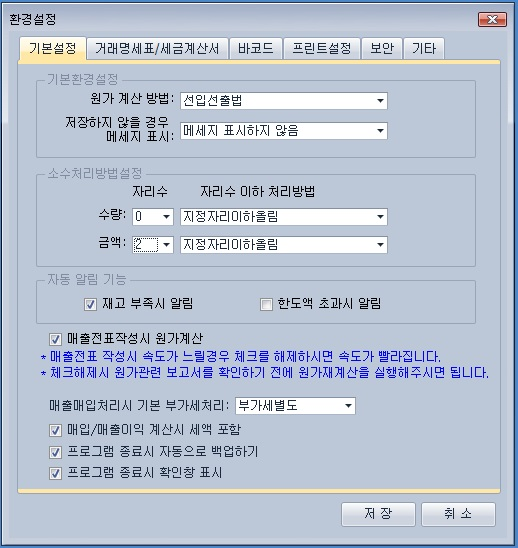 환경설정
기본설정 거래명세표/세금계산서 바코드 프린트설정 보안 기타
기본환경설정
원가 계산 방법: 선입선출법
저장하지 않을 경우
메세지 표시: 메세지 표시하지 않음
소수처리방법설정
자리수 자리수 이하 처리방법
수량: 0 지정자리이하올림
금액: 2 지정자리이하올림
자동 알림 기능
재고 부족시 알림 한도액 초과시 알림
매출전표작성시 원가계산
* 매출전표 작성시 속도가 느릴경우 체크를 해제하시면 속도가 빨라집니다.
* 체크해제시 원가관련 보고서를 확인하기 전에 원가재계산을 실행해주시면 됩니다.
매출매입처리시 기본 부가세처리: 부가세별도
매입/매출이익 계산시 세액 포함
프로그램 종료시 자동으로 백업하기
프로그램 종료시 확인창 표시
저 장 취 소